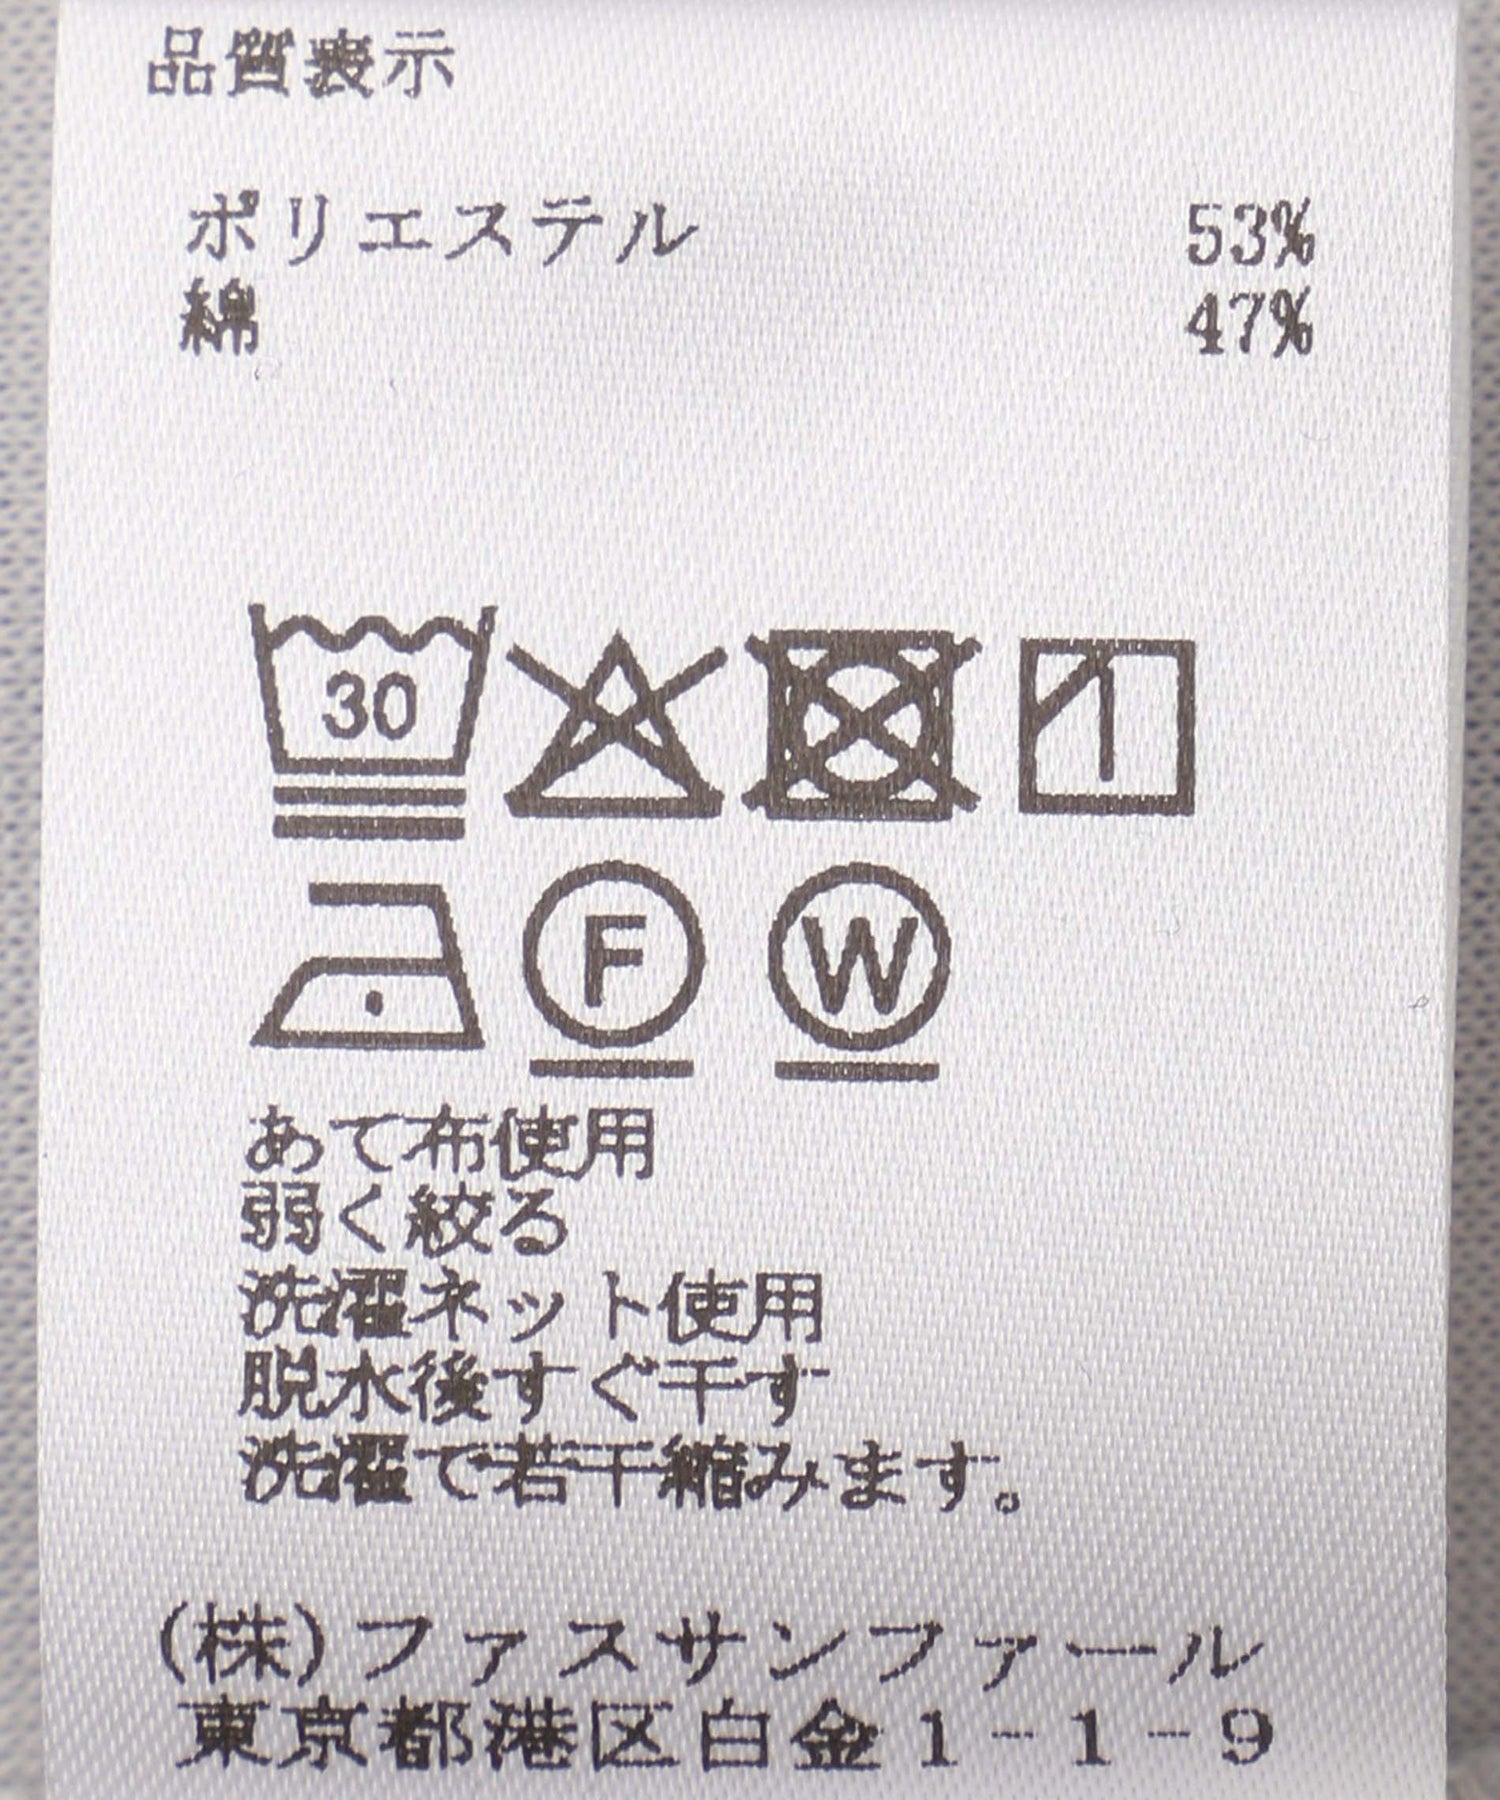 品質表示
ポリエステル 53%
綿 47%
30
F W
あて布使用
弱く絞る
洗濯ネット使用
脱水後すぐ干す
洗濯で若干縮みます。
(株)ファスサンファール
東京都港区白金1-1-9